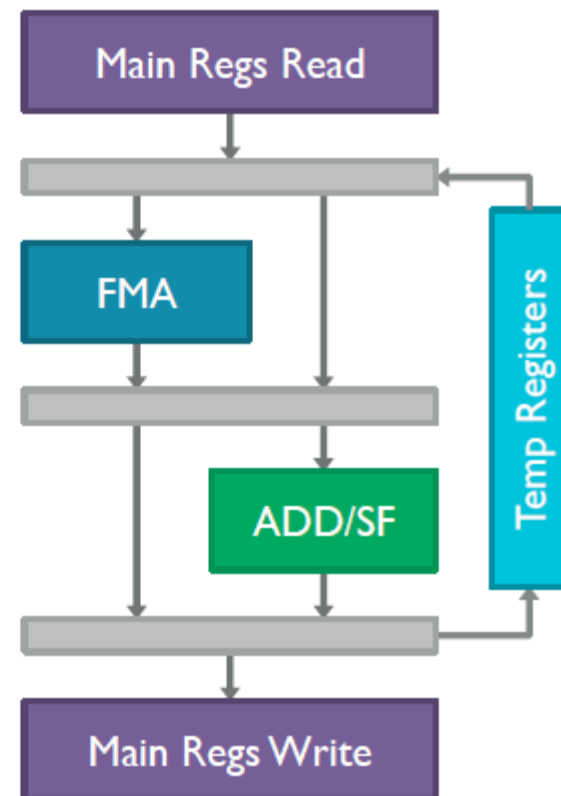 Main Regs Read
FMA
Temp Registers
ADD/SF
Main Regs Write